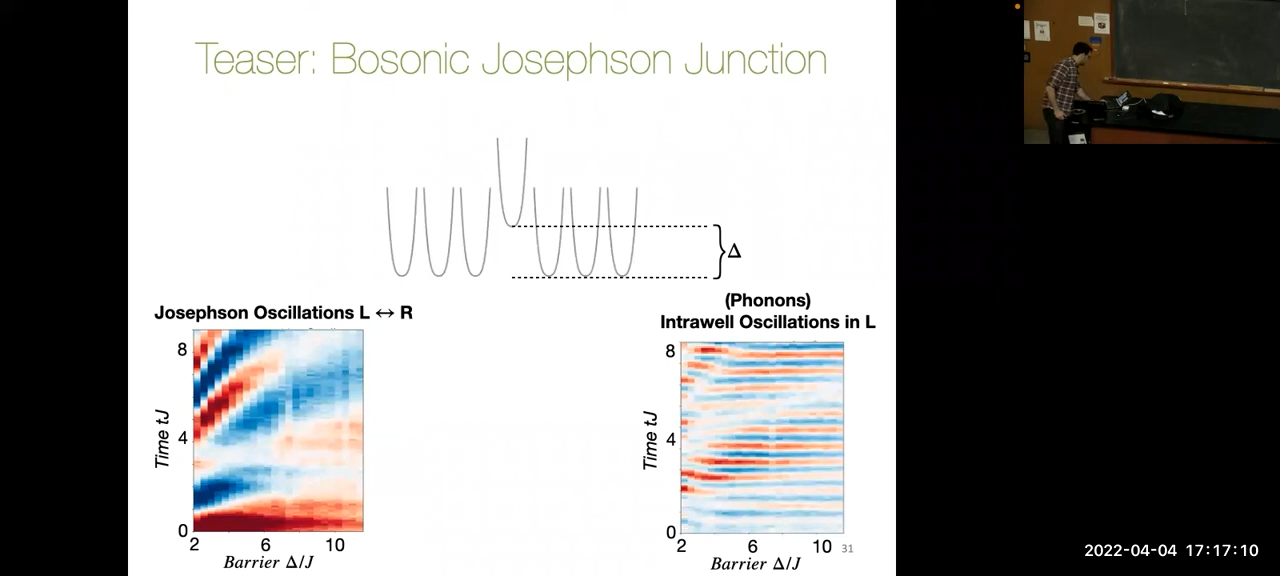 Teaser: Bosonic Josephson Junction
Δ
Josephson Oscillations L ↔ R
8
4
0
Time tJ
2 6 10
Barrier Δ/J
(Phonons)
Intrawell Oscillations in L
8
4
0
Time tJ
2 6 10
Barrier Δ/J
31
2022-04-04 17:17:10